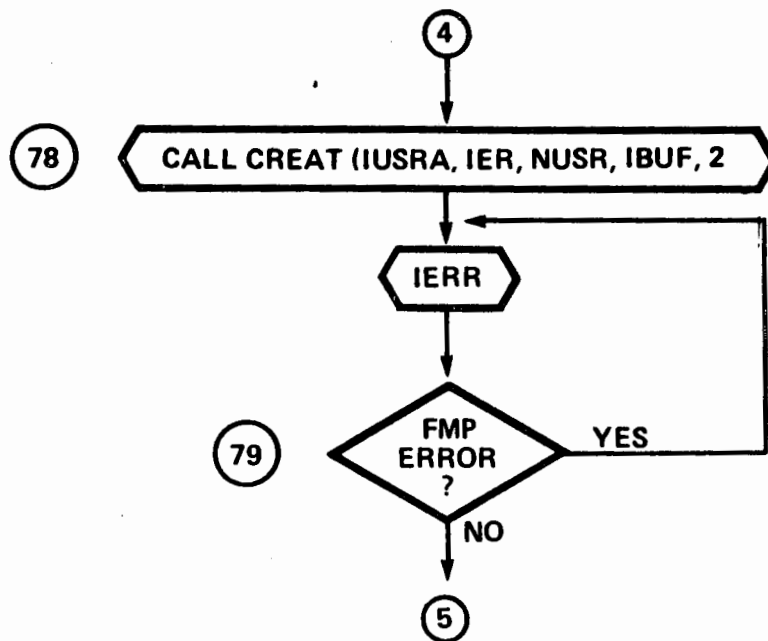 4
78
CALL CREAT (IUSRA, IER, NUSR, IBUF, 2
IERR
79
FMP
ERROR
?
YES
NO
5